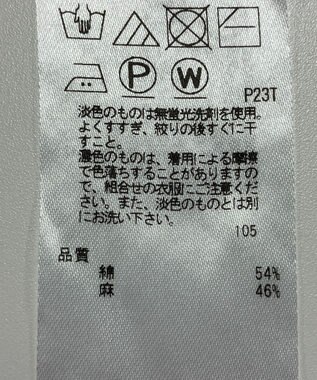 P W
P23T
淡色のものは無蛍光洗剤を使用。
よくすすぎ、絞りの後すぐに干
すこと。
濃色のものは、着用による摩擦
で色落ちすることがありますの
で、組合せの衣服にご注意くだ
さい。また、淡色のものとは別
にお洗い下さい。
105
品質
綿 54%
麻 46%